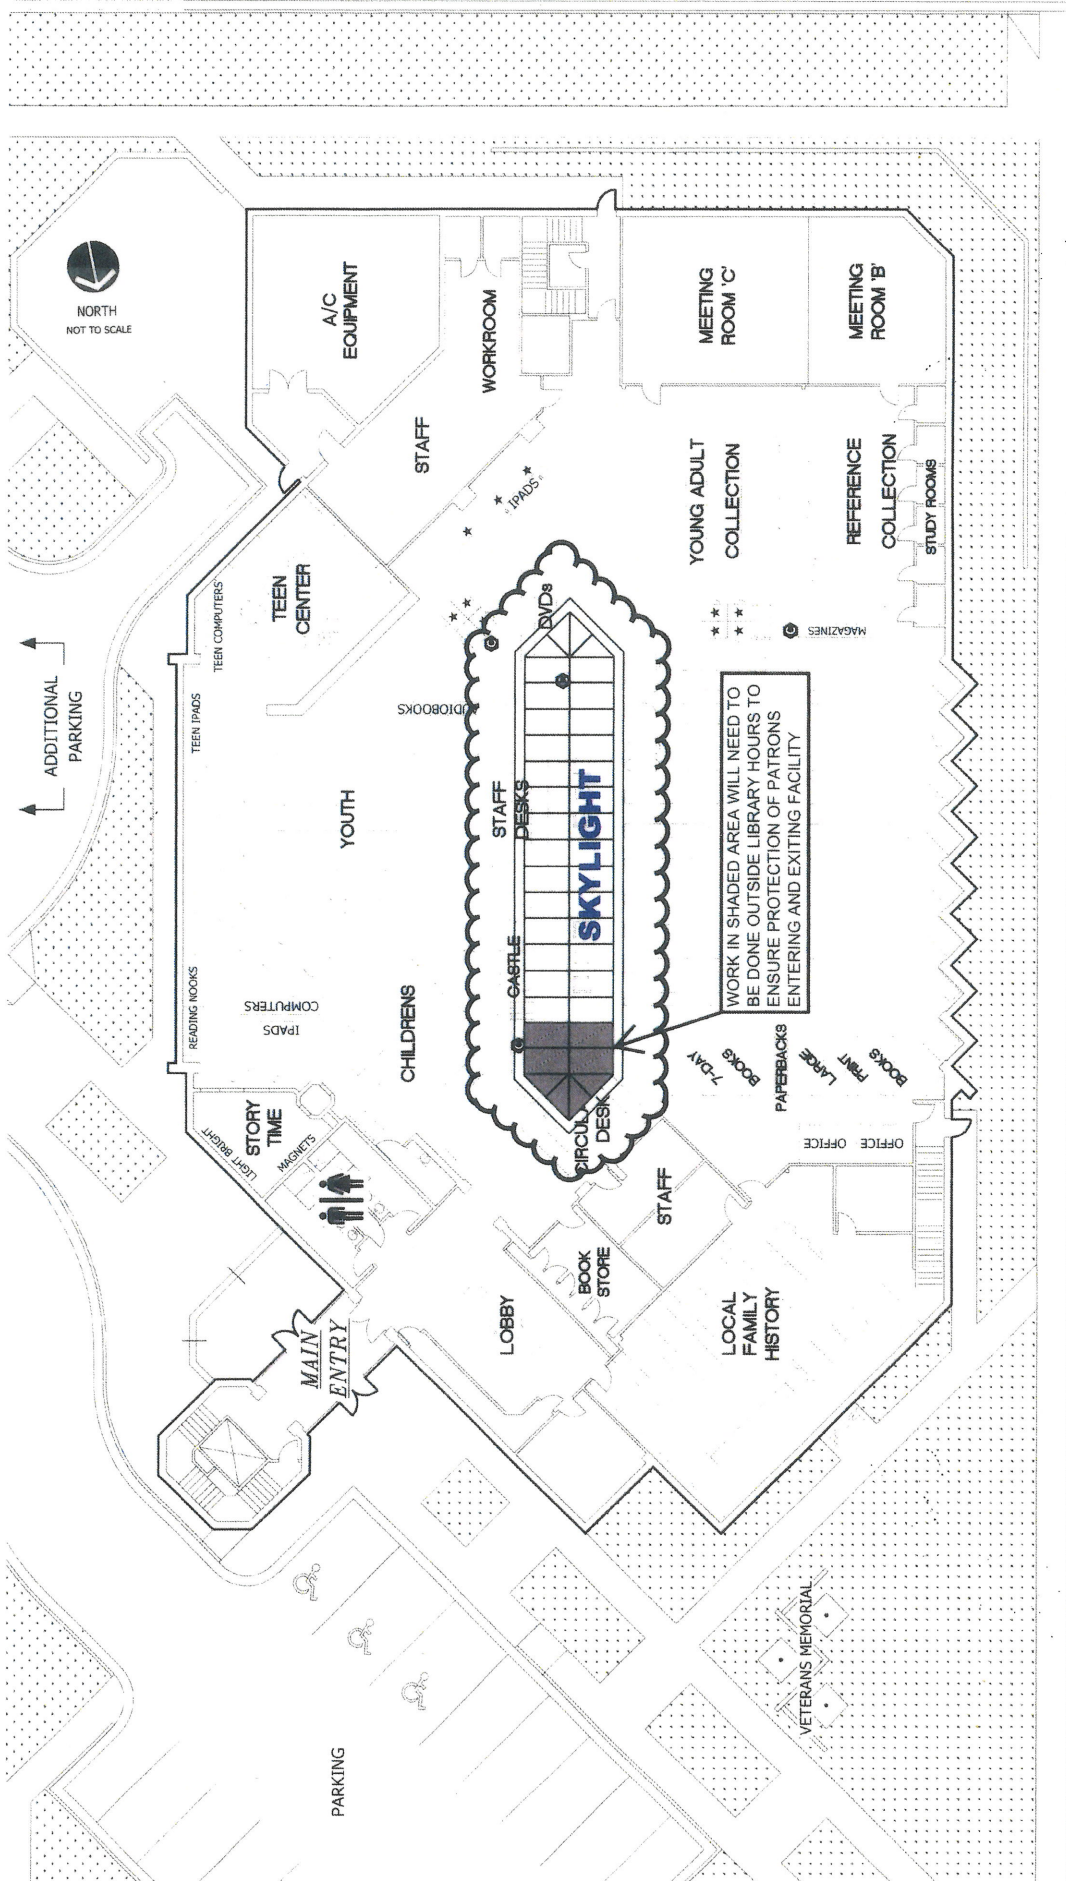 NORTH
NOT TO SCALE
ADDITIONAL
PARKING
A/C
EQUIPMENT
WORKROOM
STAFF
MEETING
ROOM 'C'
MEETING
ROOM 'B'
TEEN COMPUTERS
TEEN
CENTER
TEEN IPADS
IPADS
YOUNG ADULT
COLLECTION
REFERENCE
COLLECTION
STUDY ROOMS
DVDs
C
C
C
MAGAZINES
C
YOUTH
STAFF
DESKS
SKYLIGHT
CASTLE
WORK IN SHADED AREA WILL NEED TO
BE DONE OUTSIDE LIBRARY HOURS TO
ENSURE PROTECTION OF PATRONS
ENTERING AND EXITING FACILITY
READING NOOKS
COMPUTERS
IPADS
CHILDRENS
7-DAY
BOOKS
PAPERBACKS
LARGE
PRINT
BOOKS
STORY
TIME
LIGHT BRIGHT
MAGNETS
DESK
OFFICE
OFFICE
STAFF
BOOK
STORE
LOBBY
LOCAL
FAMILY
HISTORY
MAIN
ENTRY
PARKING
VETERANS MEMORIAL